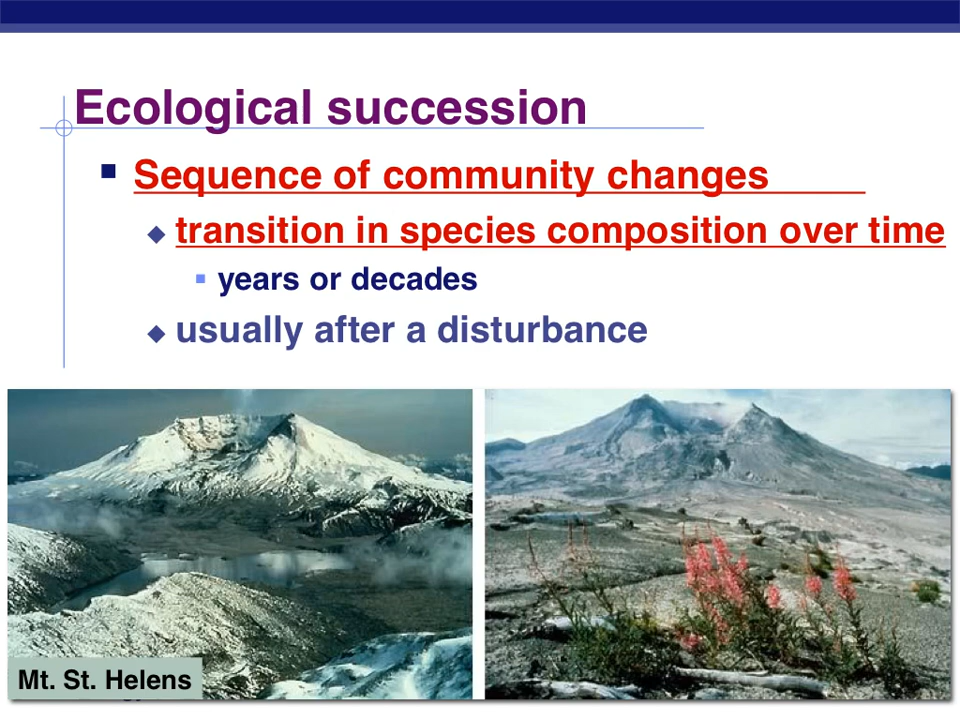 Ecological succession
Sequence of community changes
transition in species composition over time
years or decades
usually after a disturbance
Mt. St. Helens